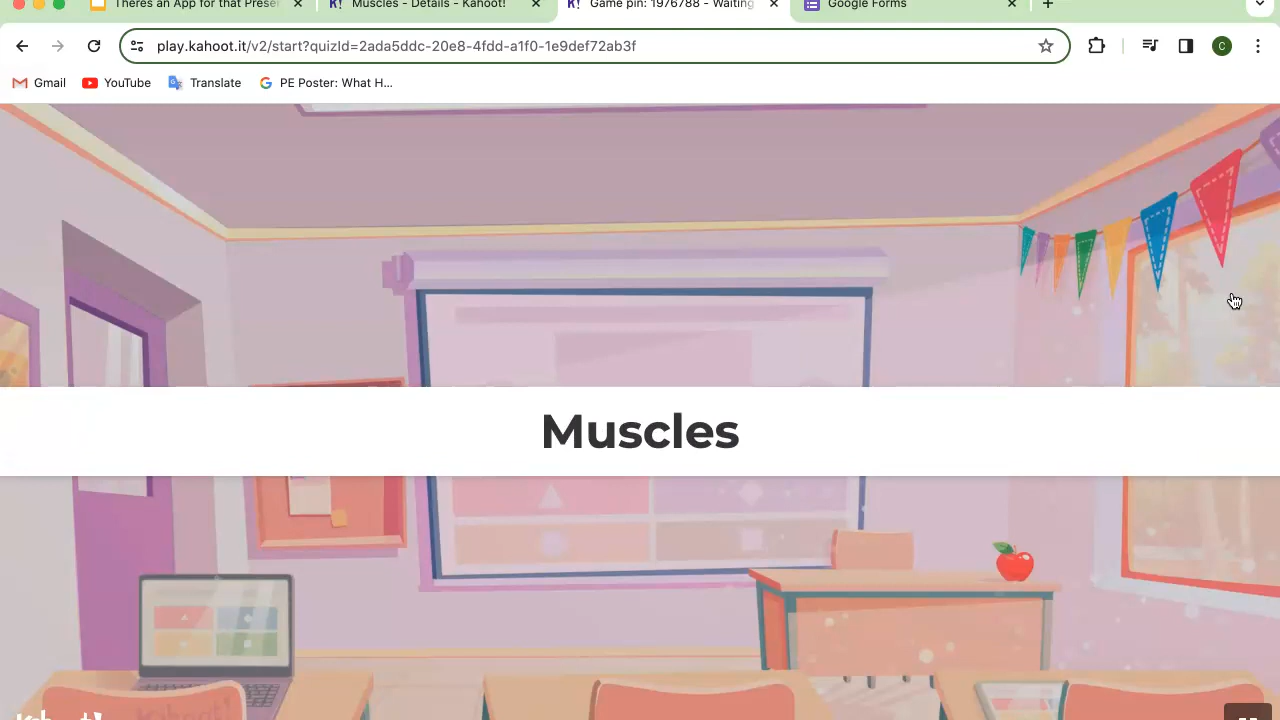 Theres an App for that Prese
Muscles - Details - Kahoot!
Game pin: 1976788 - Waiting
Google Forms
play.kahoot.it/v2/start?quizId=2ada5ddc-20e8-4fdd-a1f0-1e9def72ab3f
C
Gmail
YouTube
Translate
PE Poster: What H...
Muscles
Kahoot!